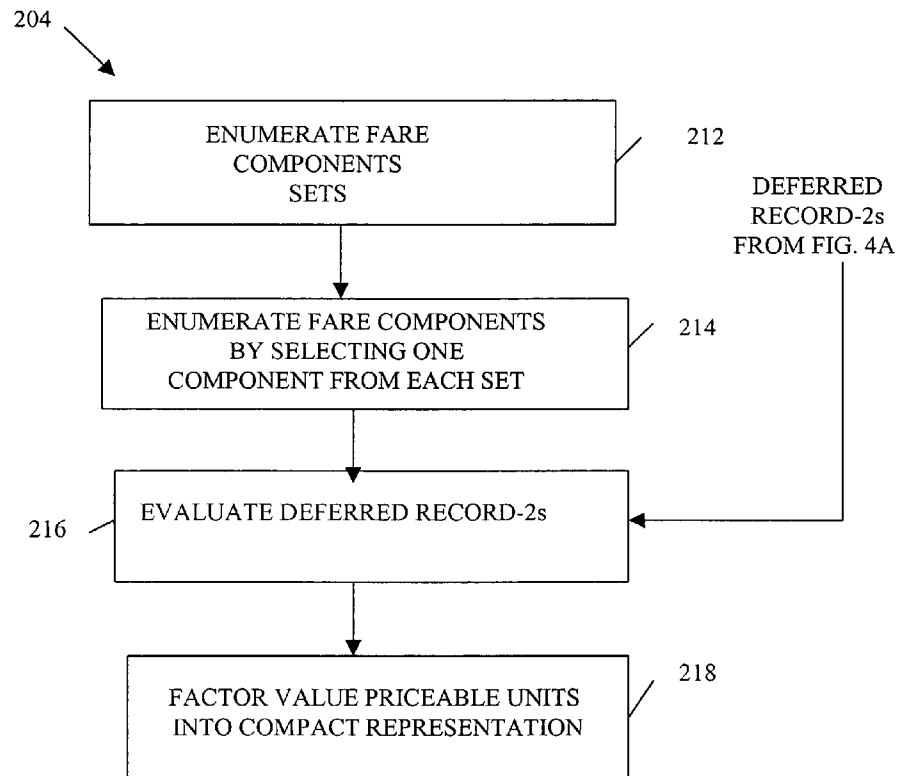 204
ENUMERATE FARE
COMPONENTS
SETS
212
DEFERRED
RECORD-2s
FROM FIG. 4A
ENUMERATE FARE COMPONENTS
BY SELECTING ONE
COMPONENT FROM EACH SET
214
EVALUATE DEFERRED RECORD-2s
216
FACTOR VALUE PRICEABLE UNITS
INTO COMPACT REPRESENTATION
218